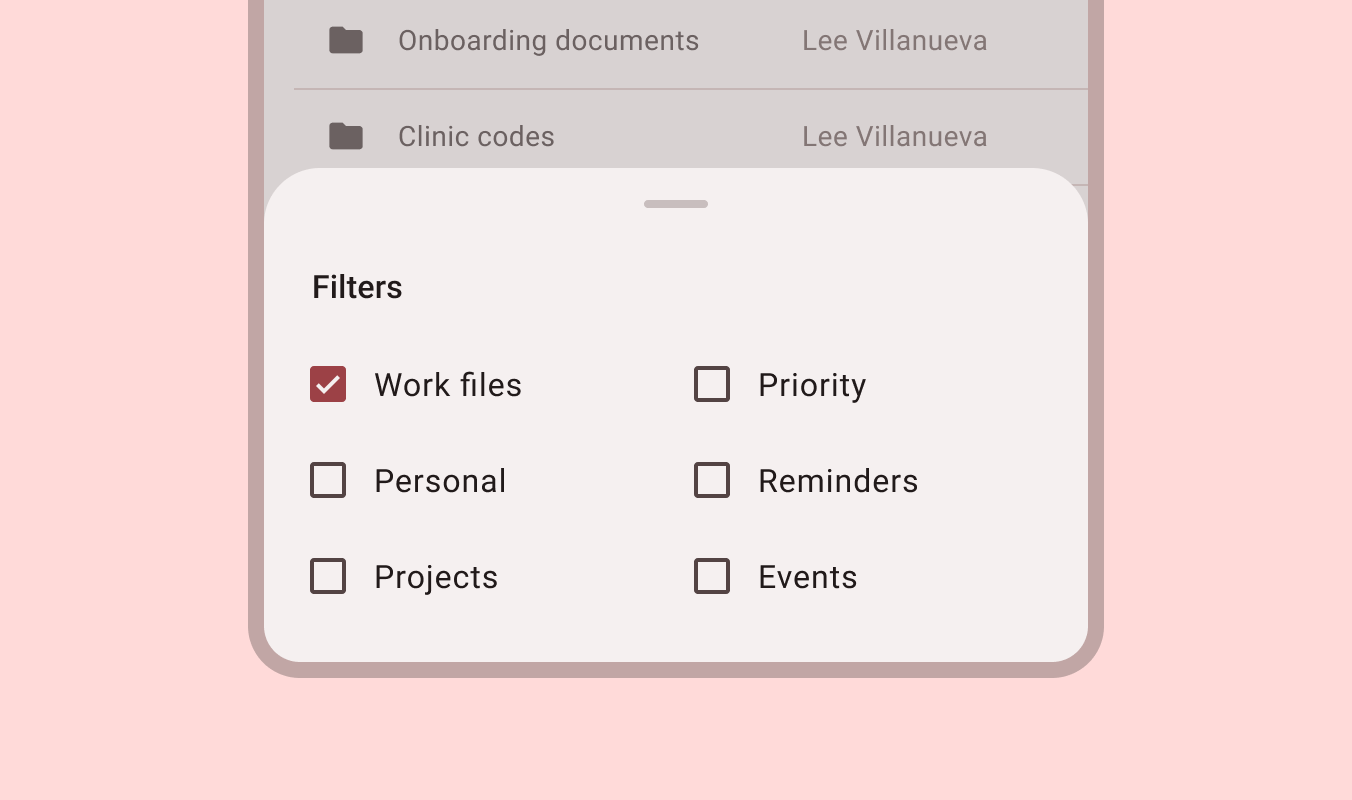 Onboarding documents Lee Villanueva
Clinic codes Lee Villanueva
Filters
Work files Priority
Personal Reminders
Projects Events